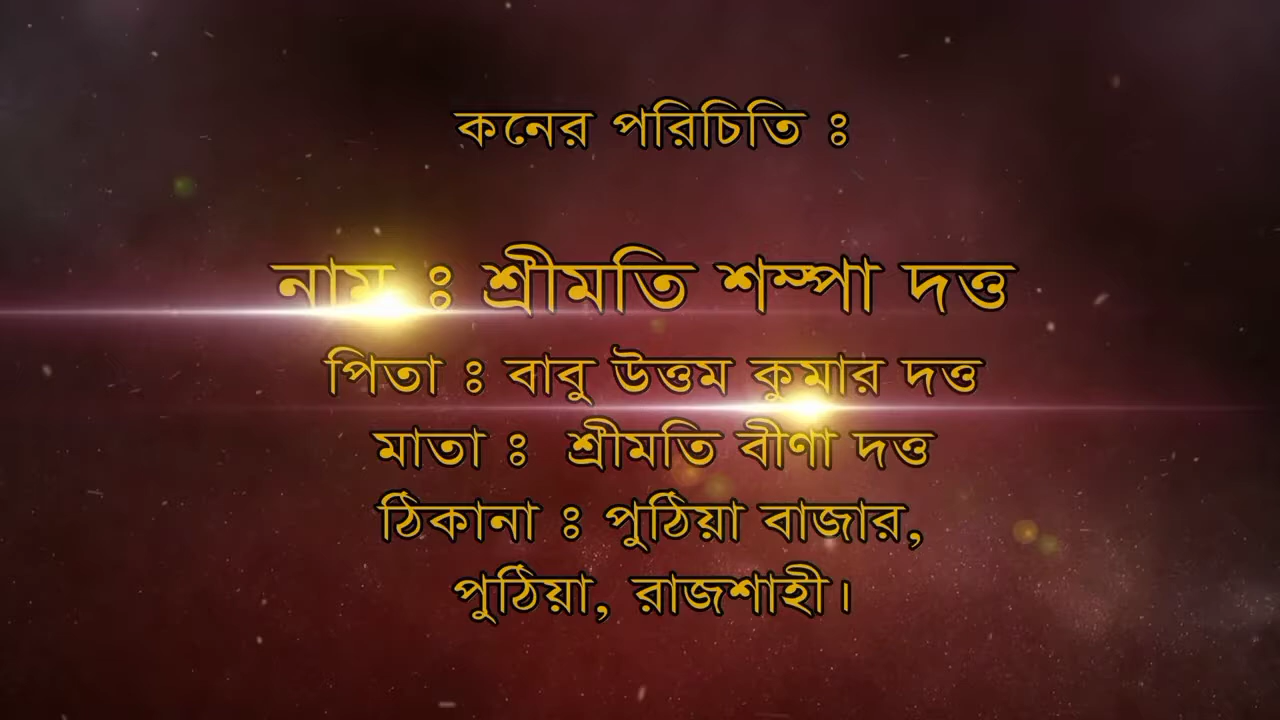 কনের পরিচিতি ঃ
নাম ঃ শ্রীমতি শম্পা দত্ত
পিতা ঃ বাবু উত্তম কুমার দত্ত
মাতা ঃ শ্রীমতি বীণা দত্ত
ঠিকানা ঃ পুঠিয়া বাজার,
পুঠিয়া, রাজশাহী।